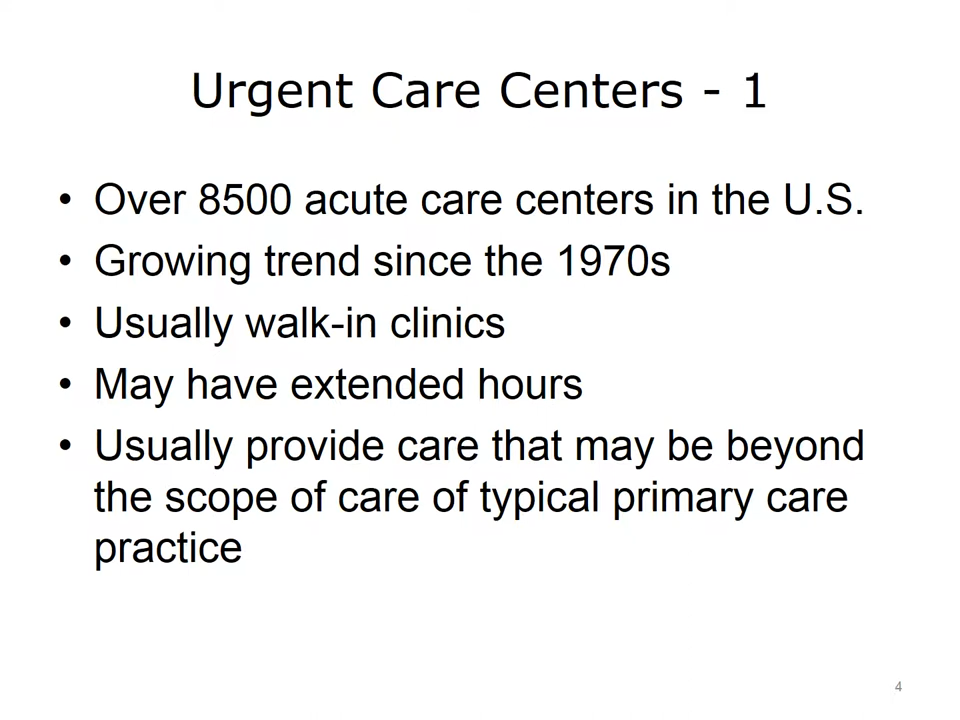 Urgent Care Centers - 1
• Over 8500 acute care centers in the U.S.
• Growing trend since the 1970s
• Usually walk-in clinics
• May have extended hours
• Usually provide care that may be beyond
the scope of care of typical primary care
practice
4